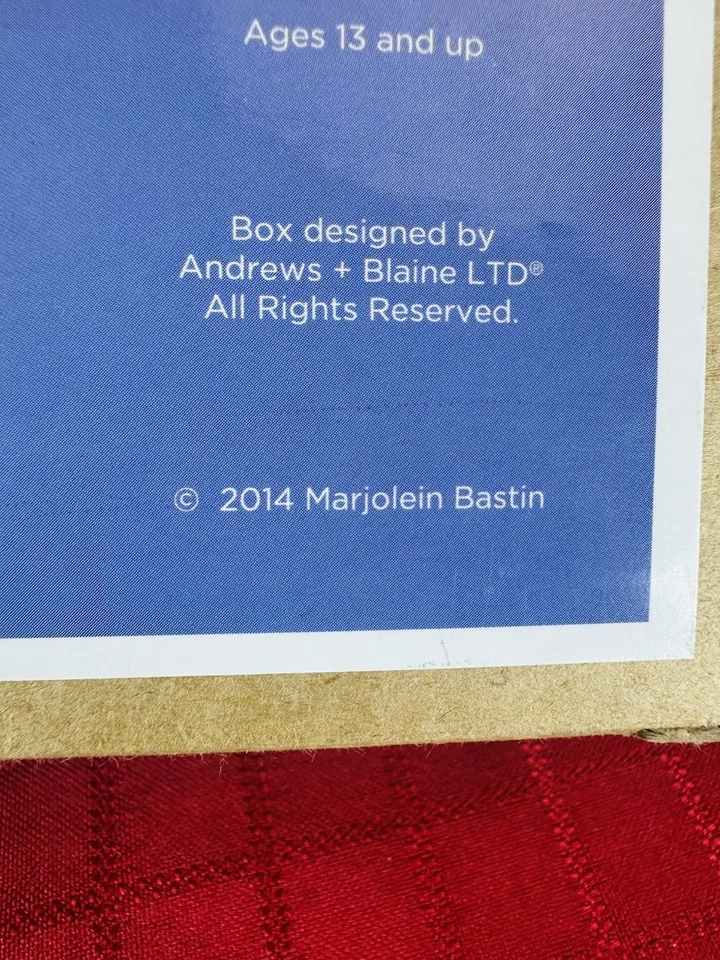 Ages 13 and up
Box designed by
Andrews + Blaine LTD®
All Rights Reserved.
© 2014 Marjolein Bastin